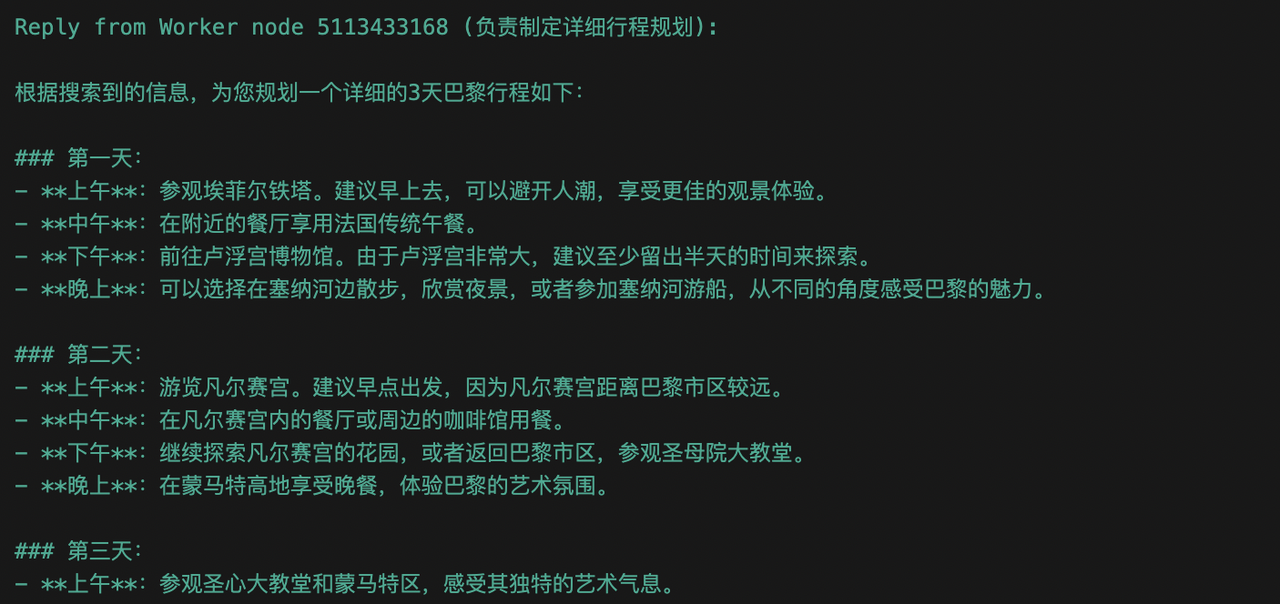 Reply from Worker node 5113433168 (负责制定详细行程规划):
根据搜索到的信息，为您规划一个详细的3天巴黎行程如下：
### 第一天：
- **上午**：参观埃菲尔铁塔。建议早上去，可以避开人潮，享受更佳的观景体验。
- **中午**：在附近的餐厅享用法国传统午餐。
- **下午**：前往卢浮宫博物馆。由于卢浮宫非常大，建议至少留出半天的时间来探索。
- **晚上**：可以选择在塞纳河边散步，欣赏夜景，或者参加塞纳河游船，从不同的角度感受巴黎的魅力。
### 第二天：
- **上午**：游览凡尔赛宫。建议早点出发，因为凡尔赛宫距离巴黎市区较远。
- **中午**：在凡尔赛宫内的餐厅或周边的咖啡馆用餐。
- **下午**：继续探索凡尔赛宫的花园，或者返回巴黎市区，参观圣母院大教堂。
- **晚上**：在蒙马特高地享受晚餐，体验巴黎的艺术氛围。
### 第三天：
- **上午**：参观圣心大教堂和蒙马特区，感受其独特的艺术气息。